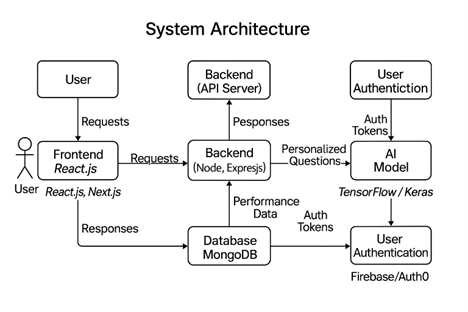 System Architecture
User
Backend
(API Server)
User
Authentiction
Requests
Pesponses
Auth
Tokens
User
Frontend
React.js
Requests
Backend
(Node, Expresjs)
Personalized
Questions
AI
Model
React.js, Next.js
TensorFlow / Keras
Responses
Performance
Data
Auth
Tokens
Database
MongoDB
User
Authentication
Firebase/Auth0